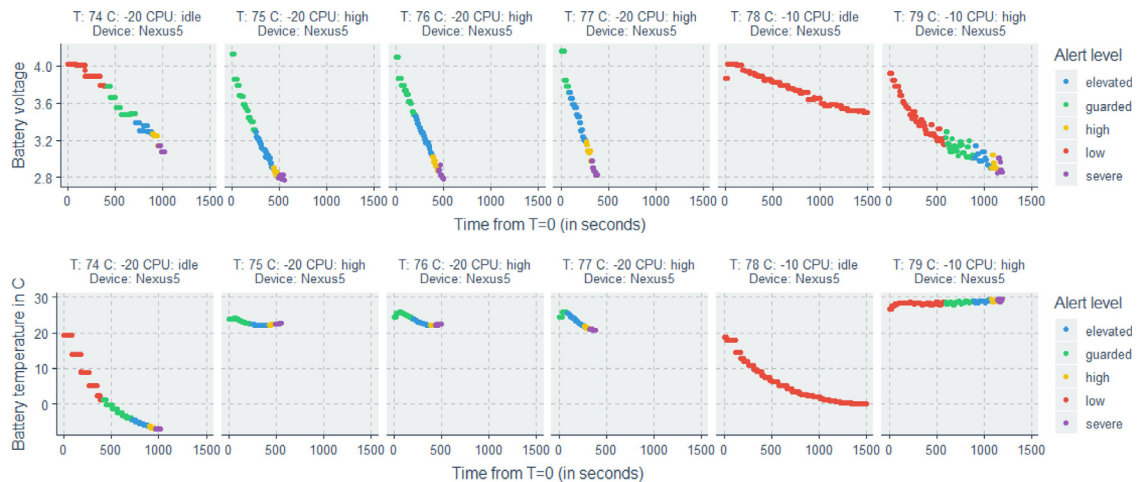 T: 74 C: -20 CPU: idle T: 75 C: -20 CPU: high T: 76 C: -20 CPU: high T: 77 C: -20 CPU: high T: 78 C: -10 CPU: idle T: 79 C: -10 CPU: high
Device: Nexus5 Device: Nexus5 Device: Nexus5 Device: Nexus5 Device: Nexus5 Device: Nexus5
Battery voltage
4.0
3.6
3.2
2.8
Alert level
elevated
guarded
high
low
severe
0 500 1000 1500 0 500 1000 1500 0 500 1000 1500 0 500 1000 1500 0 500 1000 1500 0 500 1000 1500
Time from T=0 (in seconds)
T: 74 C: -20 CPU: idle T: 75 C: -20 CPU: high T: 76 C: -20 CPU: high T: 77 C: -20 CPU: high T: 78 C: -10 CPU: idle T: 79 C: -10 CPU: high
Device: Nexus5 Device: Nexus5 Device: Nexus5 Device: Nexus5 Device: Nexus5 Device: Nexus5
Battery temperature in C
30
20
10
0
Alert level
elevated
guarded
high
low
severe
0 500 1000 1500 0 500 1000 1500 0 500 1000 1500 0 500 1000 1500 0 500 1000 1500 0 500 1000 1500
Time from T=0 (in seconds)